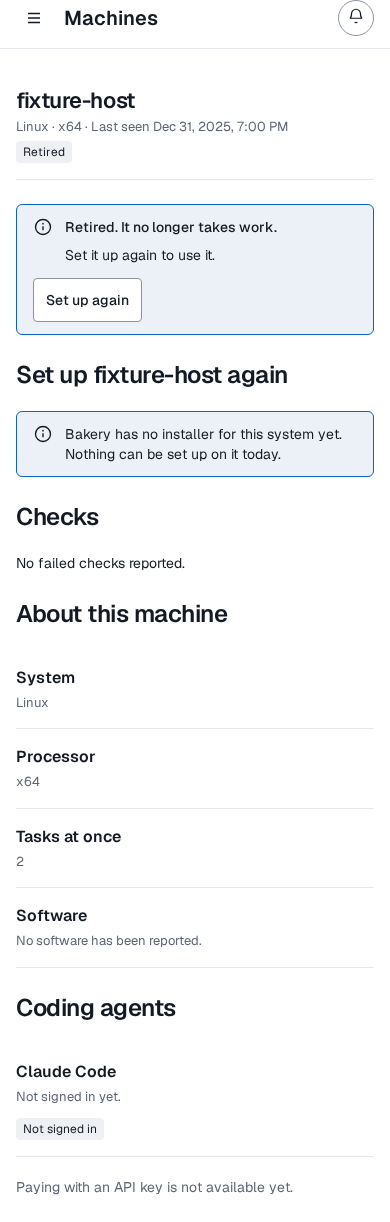 Machines
fixture-host
Linux · x64 · Last seen Dec 31, 2025, 7:00 PM
Retired
Retired. It no longer takes work.
Set it up again to use it.
Set up again
Set up fixture-host again
Bakery has no installer for this system yet.
Nothing can be set up on it today.
Checks
No failed checks reported.
About this machine
System
Linux
Processor
x64
Tasks at once
2
Software
No software has been reported.
Coding agents
Claude Code
Not signed in yet.
Not signed in
Paying with an API key is not available yet.